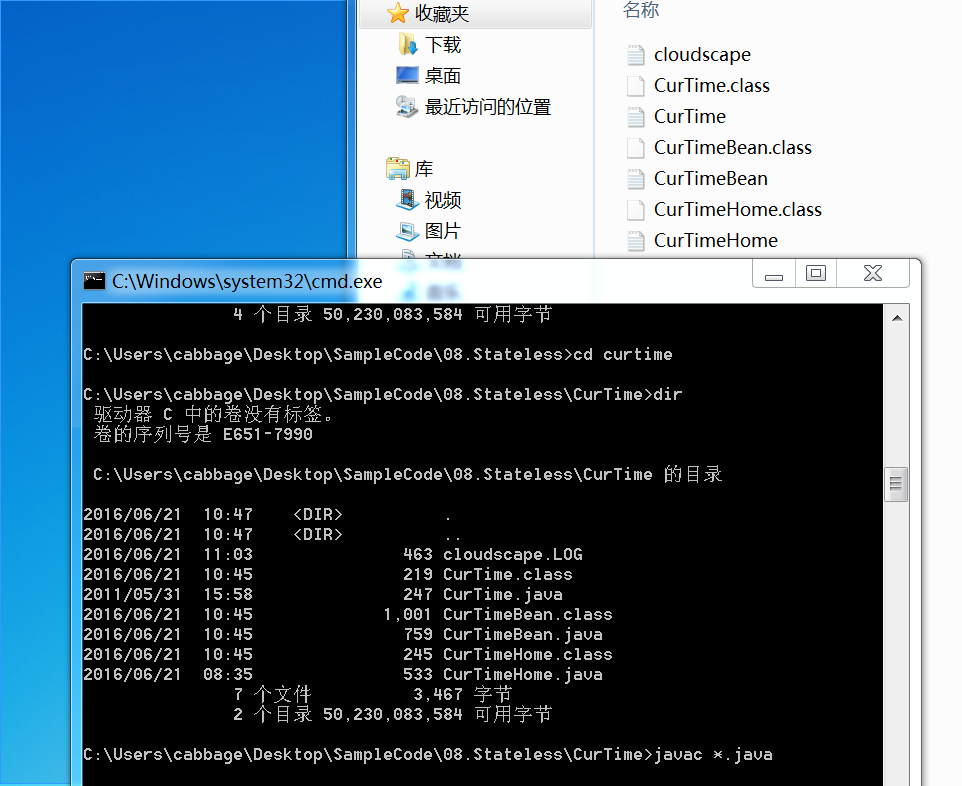 收藏夹
下载
桌面
最近访问的位置
库
视频
图片
文档
音乐
名称
cloudscape
CurTime.class
CurTime
CurTimeBean.class
CurTimeBean
CurTimeHome.class
CurTimeHome
C:\Windows\system32\cmd.exe
4 个目录 50,230,083,584 可用字节
C:\Users\cabbage\Desktop\SampleCode\08.Stateless>cd curtime
C:\Users\cabbage\Desktop\SampleCode\08.Stateless\CurTime>dir
驱动器 C 中的卷没有标签。
卷的序列号是 E651-7990
C:\Users\cabbage\Desktop\SampleCode\08.Stateless\CurTime 的目录
2016/06/21  10:47    <DIR>          .
2016/06/21  10:47    <DIR>          ..
2016/06/21  11:03               463 cloudscape.LOG
2016/06/21  10:45               219 CurTime.class
2011/05/31  15:58               247 CurTime.java
2016/06/21  10:45             1,001 CurTimeBean.class
2016/06/21  10:45               759 CurTimeBean.java
2016/06/21  10:45               245 CurTimeHome.class
2016/06/21  08:35               533 CurTimeHome.java
7 个文件          3,467 字节
2 个目录 50,230,083,584 可用字节
C:\Users\cabbage\Desktop\SampleCode\08.Stateless\CurTime>javac *.java